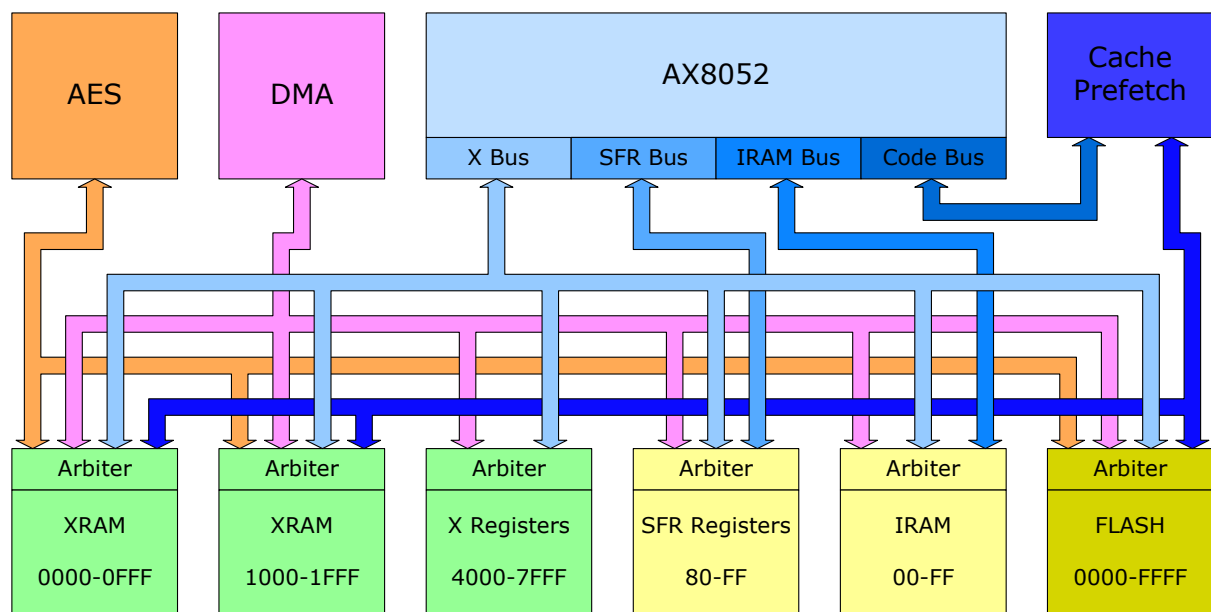 AES
DMA
AX8052
Cache
Prefetch
X Bus
SFR Bus
IRAM Bus
Code Bus
Arbiter
Arbiter
Arbiter
Arbiter
Arbiter
Arbiter
XRAM
XRAM
X Registers
SFR Registers
IRAM
FLASH
0000-0FFF
1000-1FFF
4000-7FFF
80-FF
00-FF
0000-FFFF